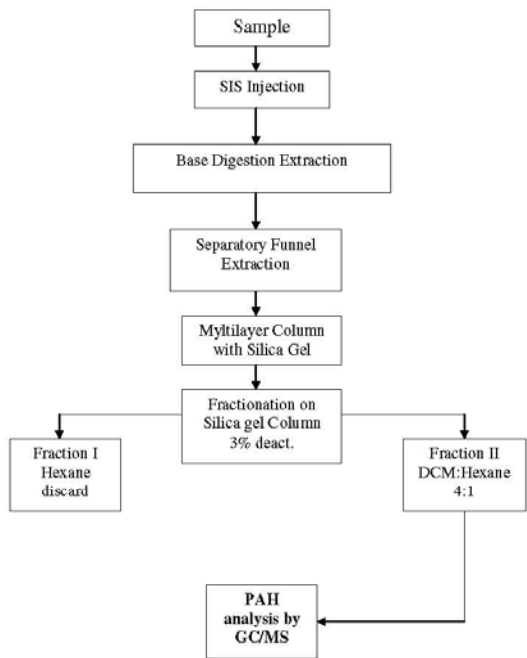 Sample
SIS Injection
Base Digestion Extraction
Separatory Funnel
Extraction
Myltilayer Column
with Silica Gel
Fractionation on
Silica gel Column
3% deact.
Fraction I
Hexane
discard
Fraction II
DCM:Hexane
4:1
PAH
analysis by
GC/MS